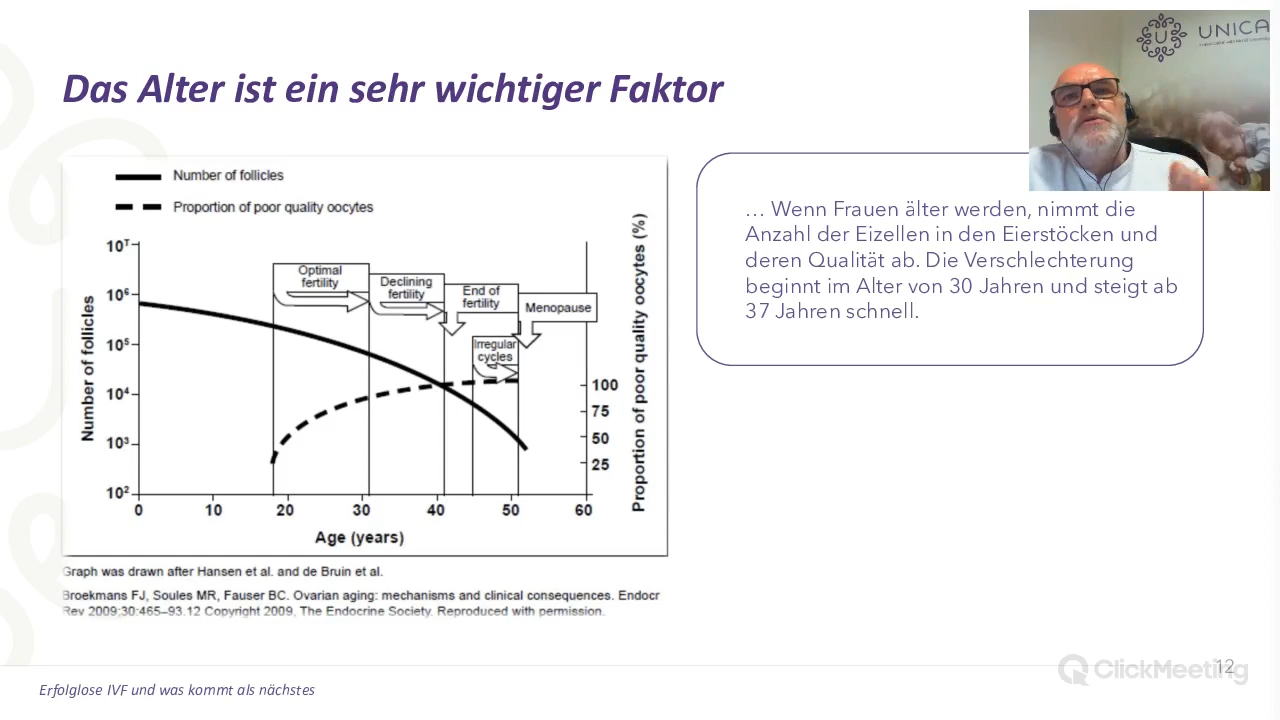 UNICA
Das Alter ist ein sehr wichtiger Faktor
Number of follicles
Proportion of poor quality oocytes
Number of follicles
10⁷
10⁶
10⁵
10⁴
10³
10²
Optimal
fertility
Declining
fertility
End of
fertility
Menopause
Irregular
cycles
100
75
50
25
Proportion of poor quality oocytes (%)
0 10 20 30 40 50 60
Age (years)
Graph was drawn after Hansen et al. and de Bruin et al.
Broekmans FJ, Soules MR, Fauser BC. Ovarian aging: mechanisms and clinical consequences. Endocr
Rev 2009;30:465–93.12 Copyright 2009, The Endocrine Society. Reproduced with permission.
… Wenn Frauen älter werden, nimmt die
Anzahl der Eizellen in den Eierstöcken und
deren Qualität ab. Die Verschlechterung
beginnt im Alter von 30 Jahren und steigt ab
37 Jahren schnell.
Erfolglose IVF und was kommt als nächstes
12
ClickMeeting